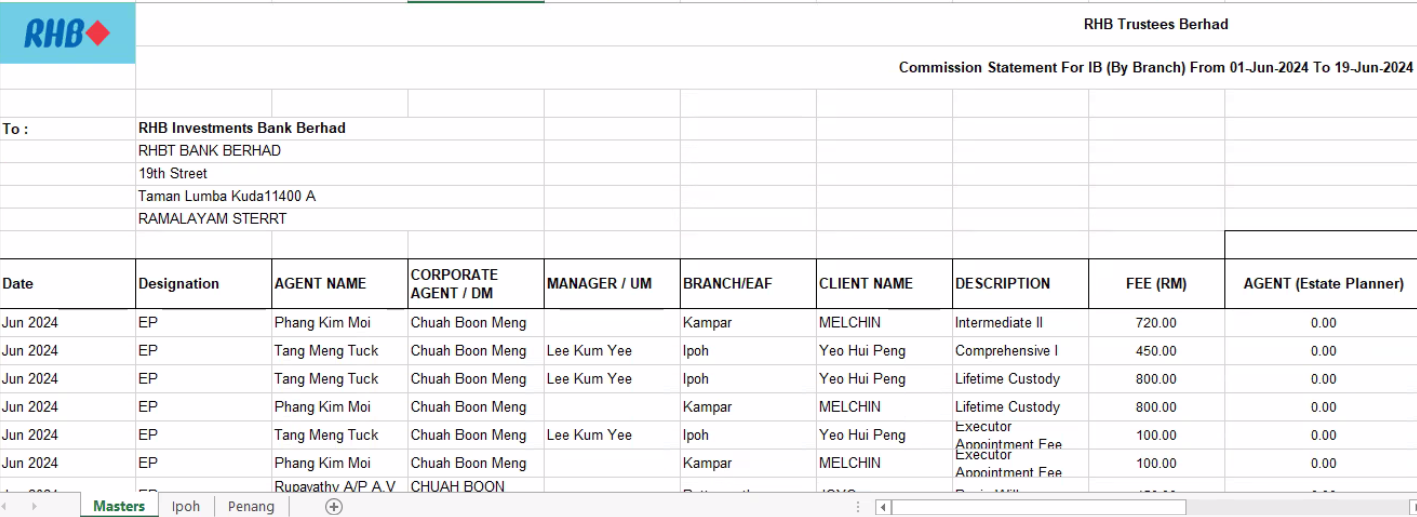 RHB
RHB Trustees Berhad
Commission Statement For IB (By Branch) From 01-Jun-2024 To 19-Jun-2024
To : RHB Investments Bank Berhad
RHBT BANK BERHAD
19th Street
Taman Lumba Kuda11400 A
RAMALAYAM STERRT
Date Designation AGENT NAME CORPORATE AGENT / DM MANAGER / UM BRANCH/EAF CLIENT NAME DESCRIPTION FEE (RM) AGENT (Estate Planner)
Jun 2024 EP Phang Kim Moi Chuah Boon Meng Kampar MELCHIN Intermediate II 720.00 0.00
Jun 2024 EP Tang Meng Tuck Chuah Boon Meng Lee Kum Yee Ipoh Yeo Hui Peng Comprehensive I 450.00 0.00
Jun 2024 EP Tang Meng Tuck Chuah Boon Meng Lee Kum Yee Ipoh Yeo Hui Peng Lifetime Custody 800.00 0.00
Jun 2024 EP Phang Kim Moi Chuah Boon Meng Kampar MELCHIN Lifetime Custody 800.00 0.00
Jun 2024 EP Tang Meng Tuck Chuah Boon Meng Lee Kum Yee Ipoh Yeo Hui Peng Executor Appointment Fee 100.00 0.00
Jun 2024 EP Phang Kim Moi Chuah Boon Meng Kampar MELCHIN Executor Appointment Fee 100.00 0.00
Rupavathy A/P A.V CHUAH BOON
Masters Ipoh Penang